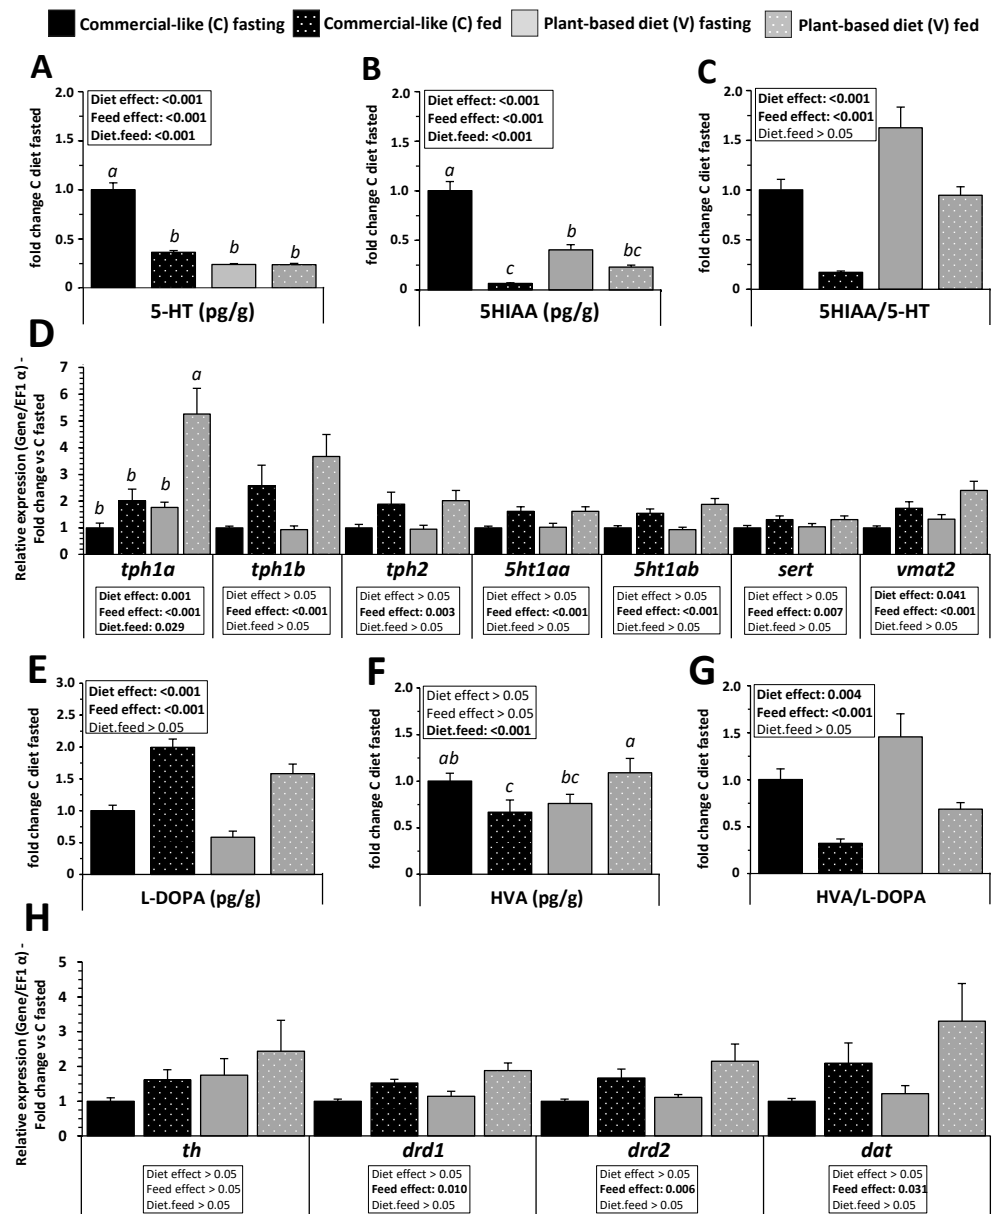 Commercial-like (C) fasting Commercial-like (C) fed Plant-based diet (V) fasting Plant-based diet (V) fed
A
fold change C diet fasted
2.0
1.5
1.0
0.5
0
Diet effect: <0.001
Feed effect: <0.001
Diet.feed: <0.001
a
b
b
b
5-HT (pg/g)
B
fold change C diet fasted
2.0
1.5
1.0
0.5
0
Diet effect: <0.001
Feed effect: <0.001
Diet.feed: <0.001
a
c
b
bc
5HIAA (pg/g)
C
fold change C diet fasted
2.0
1.5
1.0
0.5
0
Diet effect: <0.001
Feed effect: <0.001
Diet.feed > 0.05
5HIAA/5-HT
D
Relative expression (Gene/EF1 α) -
Fold change vs C fasted
7
6
5
4
3
2
1
0
b
b
b
a
tph1a
tph1b
tph2
5ht1aa
5ht1ab
sert
vmat2
Diet effect: 0.001
Feed effect: <0.001
Diet.feed: 0.029
Diet effect > 0.05
Feed effect: <0.001
Diet.feed > 0.05
Diet effect > 0.05
Feed effect: 0.003
Diet.feed > 0.05
Diet effect > 0.05
Feed effect: <0.001
Diet.feed > 0.05
Diet effect > 0.05
Feed effect: <0.001
Diet.feed > 0.05
Diet effect > 0.05
Feed effect: 0.007
Diet.feed > 0.05
Diet effect: 0.041
Feed effect: <0.001
Diet.feed > 0.05
E
fold change C diet fasted
3.0
2.5
2.0
1.5
1.0
0.5
0
Diet effect: <0.001
Feed effect: <0.001
Diet.feed > 0.05
L-DOPA (pg/g)
F
fold change C diet fasted
2.0
1.5
1.0
0.5
0
Diet effect > 0.05
Feed effect > 0.05
Diet.feed: <0.001
ab
c
bc
a
HVA (pg/g)
G
fold change C diet fasted
2.0
1.5
1.0
0.5
0
Diet effect: 0.004
Feed effect: <0.001
Diet.feed > 0.05
HVA/L-DOPA
H
Relative expression (Gene/EF1 α) -
Fold change vs C fasted
5
4
3
2
1
0
th
drd1
drd2
dat
Diet effect > 0.05
Feed effect > 0.05
Diet.feed > 0.05
Diet effect > 0.05
Feed effect: 0.010
Diet.feed > 0.05
Diet effect > 0.05
Feed effect: 0.006
Diet.feed > 0.05
Diet effect > 0.05
Feed effect: 0.031
Diet.feed > 0.05